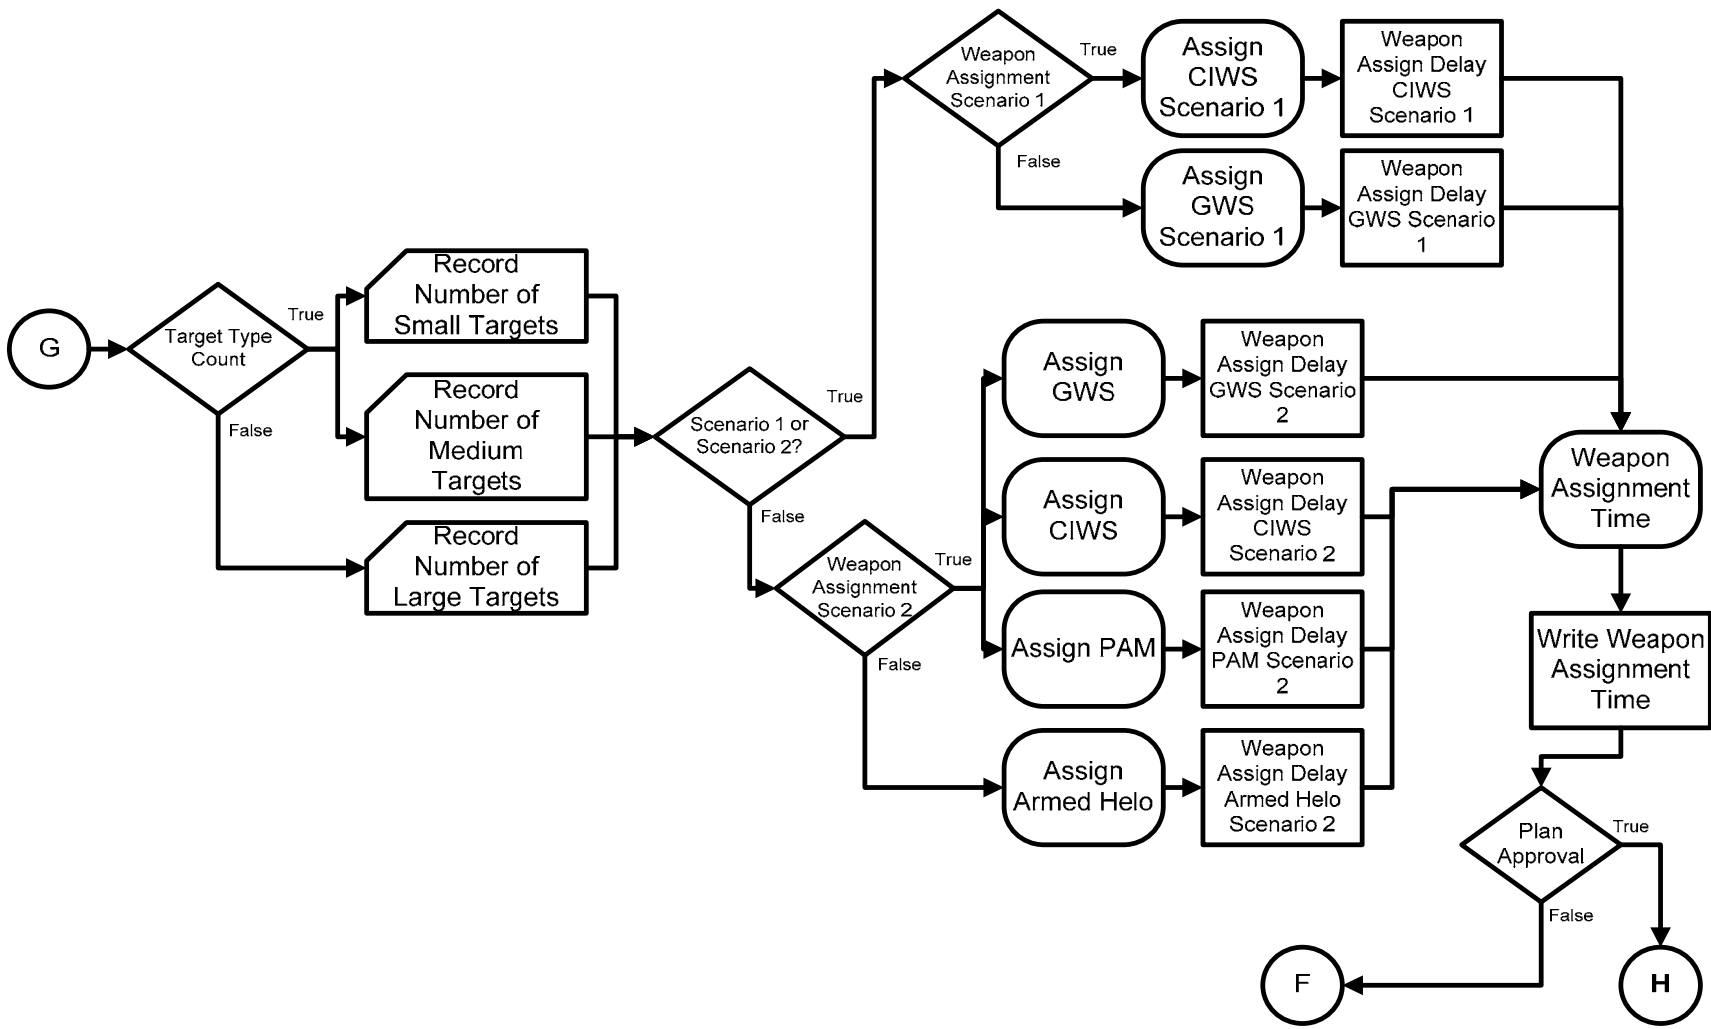 G
Target Type
Count
True
False
Record
Number of
Small Targets
Record
Number of
Medium
Targets
Record
Number of
Large Targets
Scenario 1 or
Scenario 2?
True
False
Weapon
Assignment
Scenario 1
True
False
Assign
CIWS
Scenario 1
Weapon
Assign Delay
CIWS
Scenario 1
Assign
GWS
Scenario 1
Weapon
Assign Delay
GWS Scenario
1
Weapon
Assignment
Scenario 2
True
False
Assign
GWS
Weapon
Assign Delay
GWS Scenario
2
Assign
CIWS
Weapon
Assign Delay
CIWS
Scenario 2
Assign PAM
Weapon
Assign Delay
PAM Scenario
2
Assign
Armed Helo
Weapon
Assign Delay
Armed Helo
Scenario 2
Weapon
Assignment
Time
Write Weapon
Assignment
Time
Plan
Approval
True
False
F
H